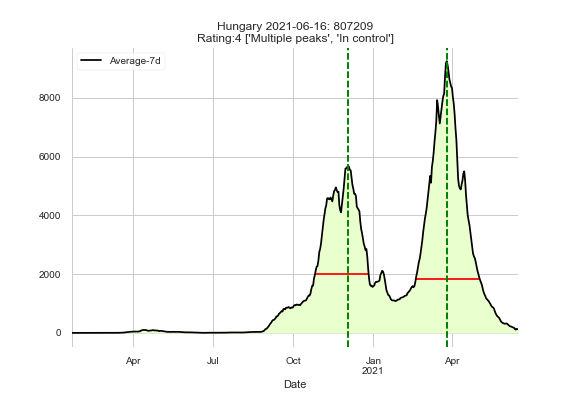 Hungary 2021-06-16: 807209
Rating:4 ['Multiple peaks', 'In control']
Average-7d
8000
6000
4000
2000
0
Apr
Jul
Oct
Jan
2021
Apr
Date